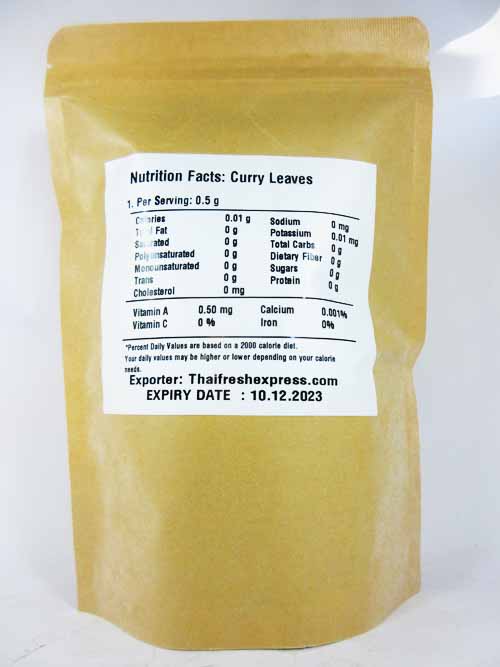 Nutrition Facts: Curry Leaves
1. Per Serving: 0.5 g
Calories 0.01 g Sodium 0 mg
Total Fat 0 g Potassium 0.01 mg
Saturated 0 g Total Carbs 0 g
Polyunsaturated 0 g Dietary Fiber 0 g
Monounsaturated 0 g Sugars 0 g
Trans 0 g Protein 0 g
Cholesterol 0 mg
Vitamin A 0.50 mg Calcium 0.001%
Vitamin C 0 % Iron 0%
*Percent Daily Values are based on a 2000 calorie diet.
Your daily values may be higher or lower depending on your calorie
needs.
Exporter: Thaifreshexpress.com
EXPIRY DATE : 10.12.2023